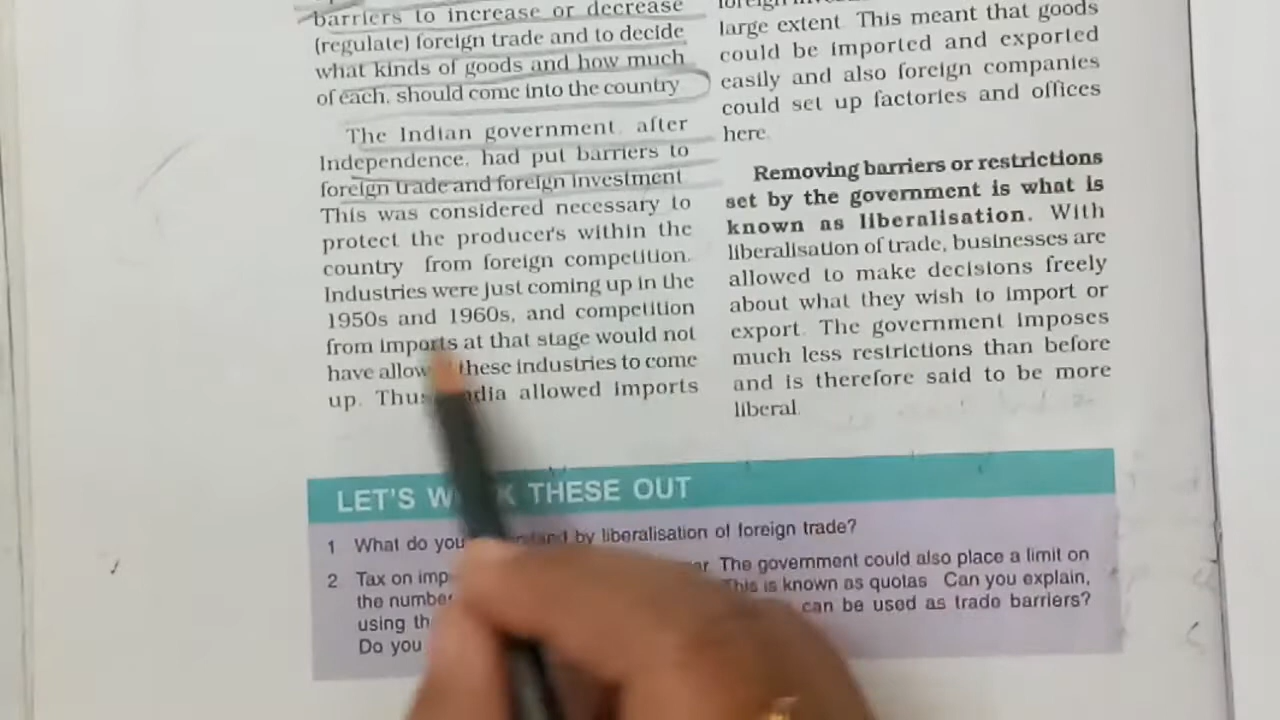 barriers to increase or decrease
(regulate) foreign trade and to decide
what kinds of goods and how much
of each, should come into the country
The Indian government, after
Independence, had put barriers to
foreign trade and foreign investment
This was considered necessary to
protect the producers within the
country from foreign competition.
Industries were just coming up in the
1950s and 1960s, and competition
from imports at that stage would not
have these industries to come
up. allowed imports
large extent. This meant that goods
could be imported and exported
easily and also foreign companies
could set up factories and offices
here
Removing barriers or restrictions
set by the government is what is
known as liberalisation. With
liberalisation of trade, businesses are
allowed to make decisions freely
about what they wish to import or
export. The government imposes
much less restrictions than before
and is therefore said to be more
liberal.
LET'S THESE OUT
1 What do you by liberalisation of foreign trade?
2 Tax on The government could also place a limit on
the This is known as quotas Can you explain,
using can be used as trade barriers?
Do you